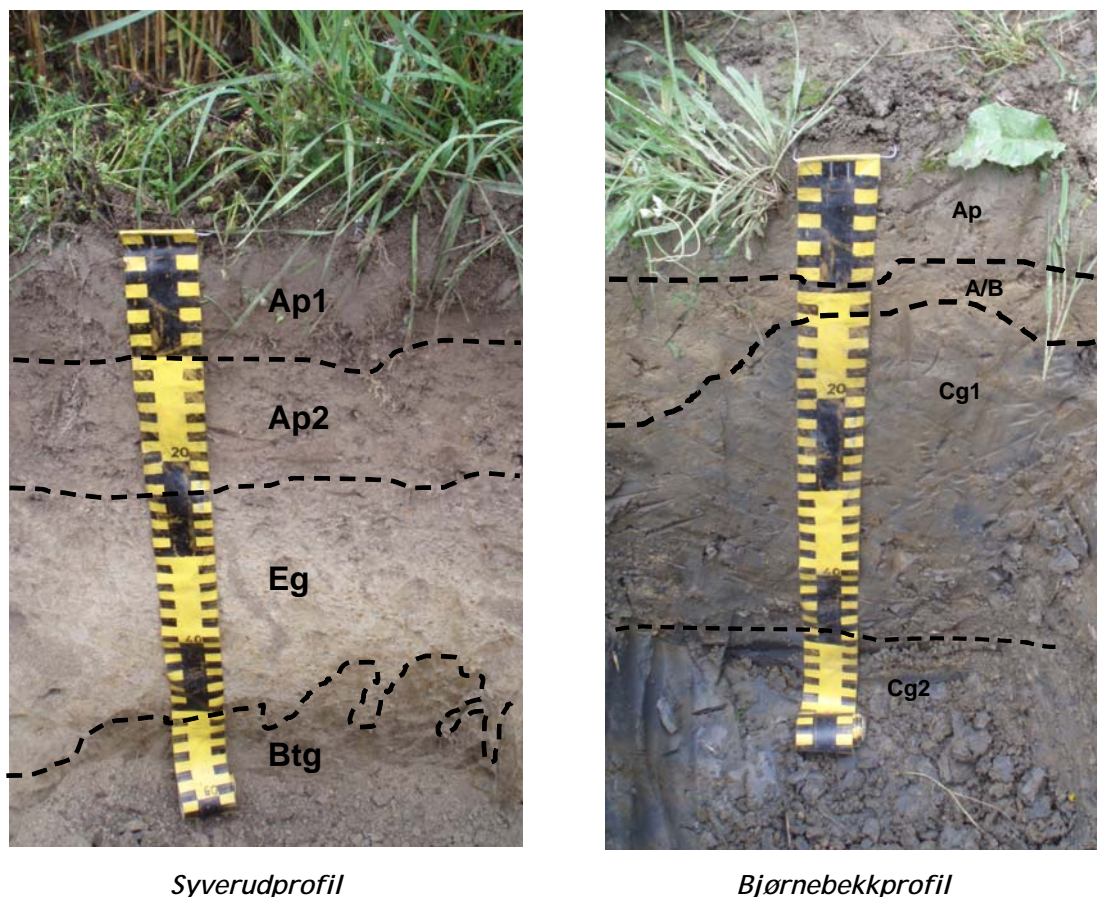 Ap1
Ap2
20
Eg
40
Btg
60
Ap
A/B
20
Cg1
40
Cg2
Syverudprofil
Bjørnebekkprofil